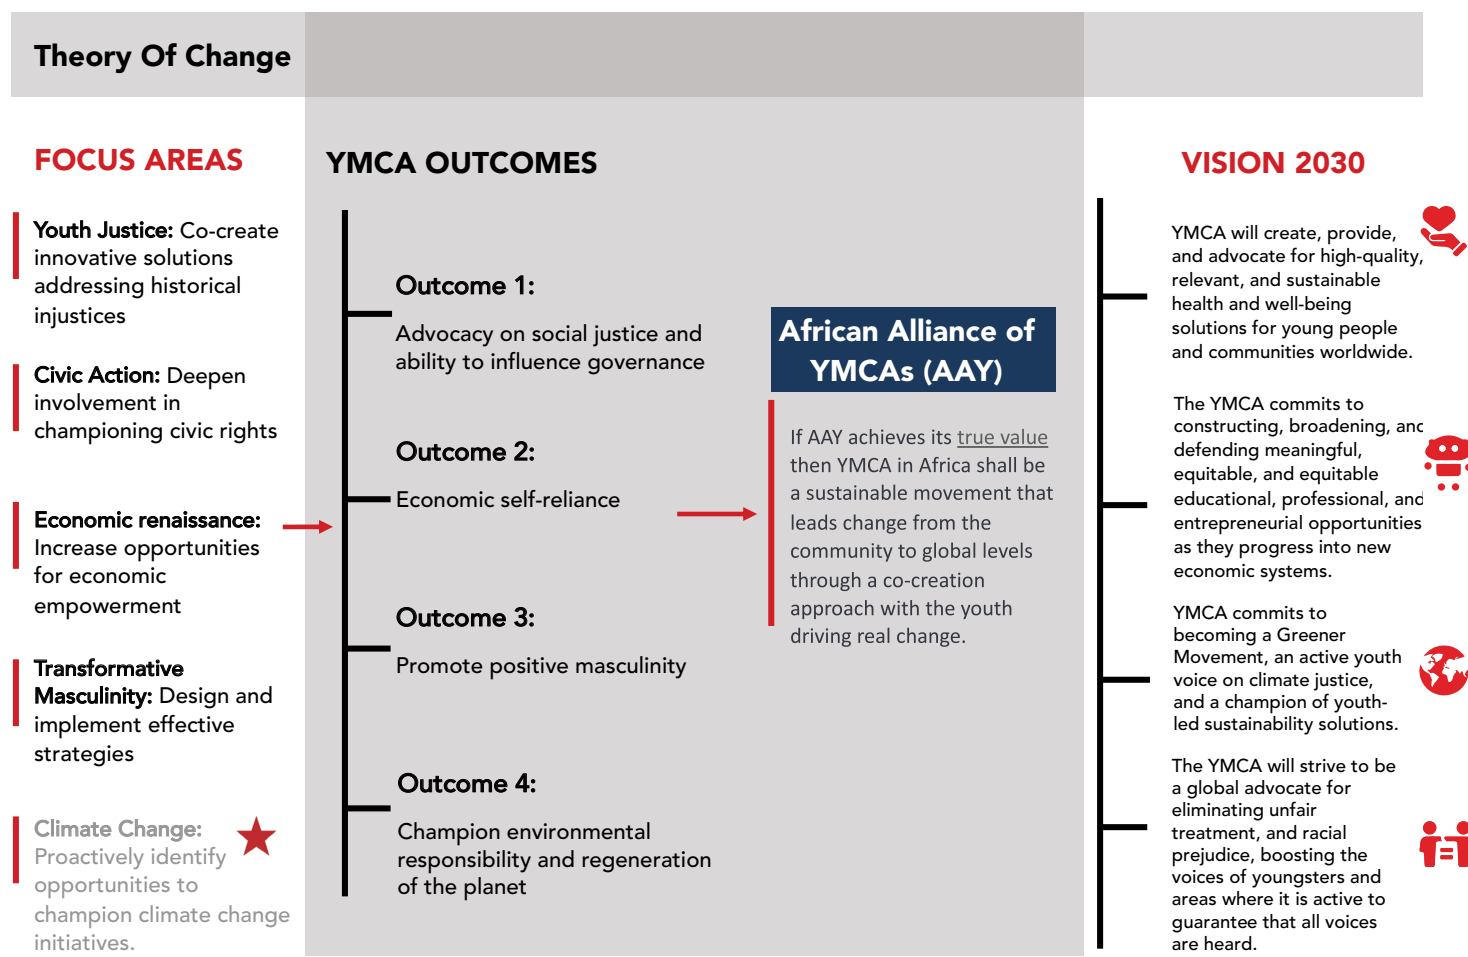 Theory Of Change
FOCUS AREAS
Youth Justice: Co-create
innovative solutions
addressing historical
injustices
Civic Action: Deepen
involvement in
championing civic rights
Economic renaissance:
Increase opportunities
for economic
empowerment
Transformative
Masculinity: Design and
implement effective
strategies
Climate Change:
Proactively identify
opportunities to
champion climate change
initiatives.
YMCA OUTCOMES
Outcome 1:
Advocacy on social justice and
ability to influence governance
Outcome 2:
Economic self-reliance
Outcome 3:
Promote positive masculinity
Outcome 4:
Champion environmental
responsibility and regeneration
of the planet
African Alliance of
YMCAs (AAY)
If AAY achieves its true value
then YMCA in Africa shall be
a sustainable movement that
leads change from the
community to global levels
through a co-creation
approach with the youth
driving real change.
VISION 2030
YMCA will create, provide,
and advocate for high-quality,
relevant, and sustainable
health and well-being
solutions for young people
and communities worldwide.
The YMCA commits to
constructing, broadening, and
defending meaningful,
equitable, and equitable
educational, professional, and
entrepreneurial opportunities
as they progress into new
economic systems.
YMCA commits to
becoming a Greener
Movement, an active youth
voice on climate justice,
and a champion of youth-
led sustainability solutions.
The YMCA will strive to be
a global advocate for
eliminating unfair
treatment, and racial
prejudice, boosting the
voices of youngsters and
areas where it is active to
guarantee that all voices
are heard.